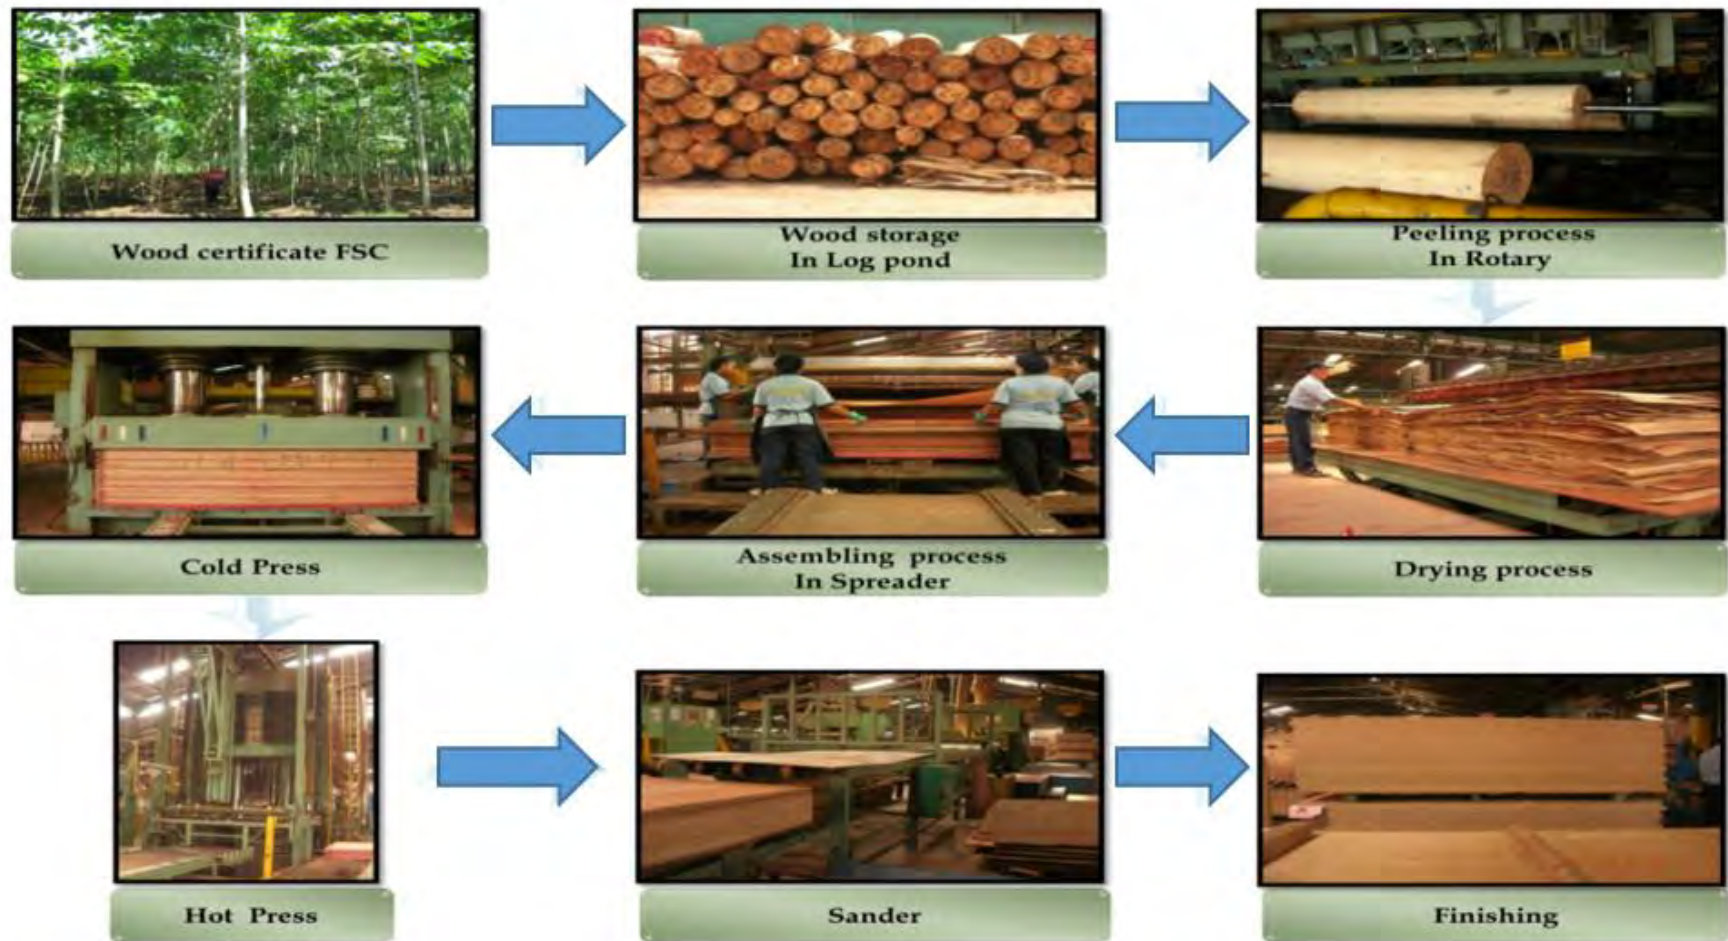 Wood certificate FSC
Wood storage
In Log pond
Peeling process
In Rotary
Cold Press
Assembling process
In Spreader
Drying process
Hot Press
Sander
Finishing